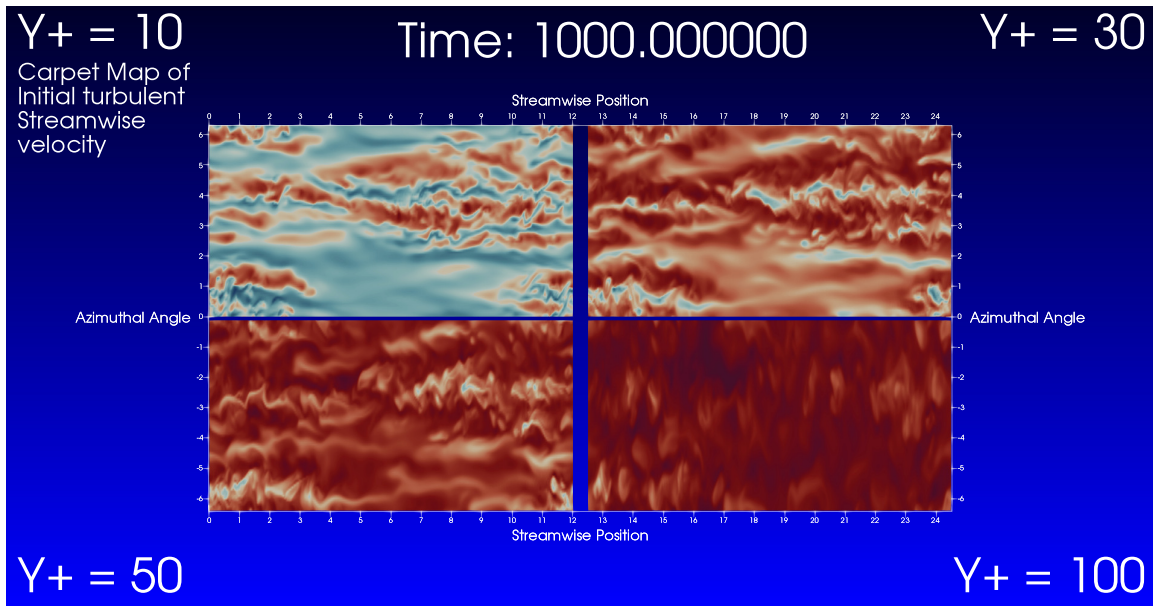 Y+ = 10
Time: 1000.000000
Y+ = 30
Carpet Map of
Initial turbulent
Streamwise
velocity
Streamwise Position
0 1 2 3 4 5 6 7 8 9 10 11 12 13 14 15 16 17 18 19 20 21 22 23 24
6 6
5 5
4 4
3 3
2 2
1 1
Azimuthal Angle 0 0 Azimuthal Angle
-1 -1
-2 -2
-3 -3
-4 -4
-5 -5
-6 -6
0 1 2 3 4 5 6 7 8 9 10 11 12 13 14 15 16 17 18 19 20 21 22 23 24
Streamwise Position
Y+ = 50
Y+ = 100